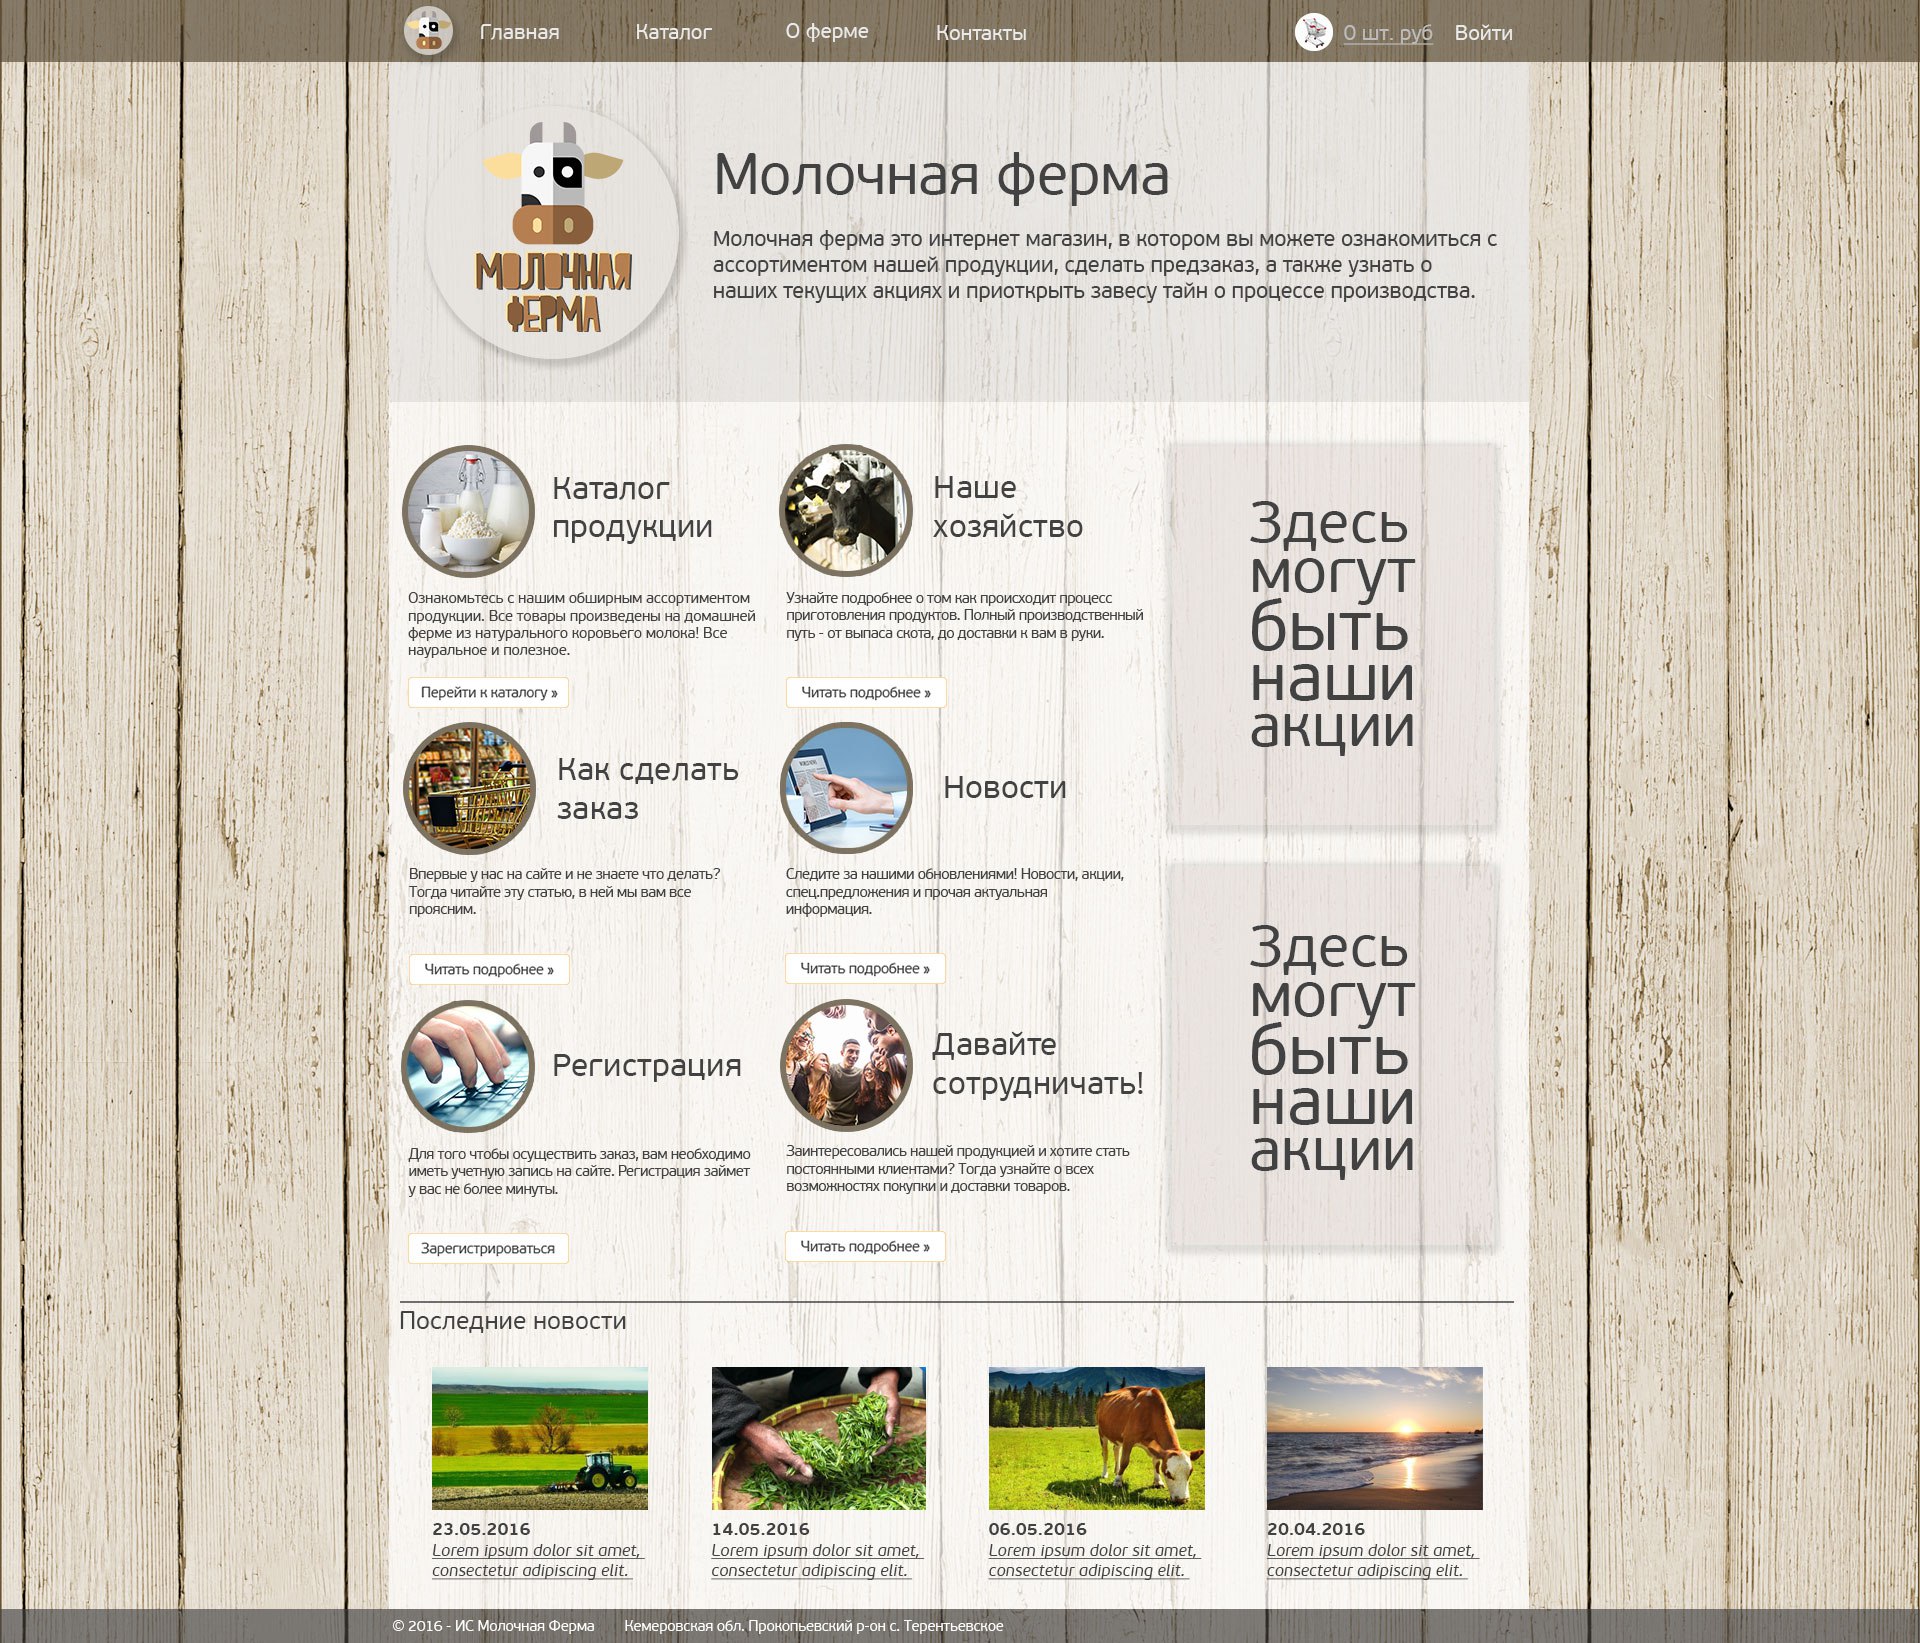 Главная
Каталог
О ферме
Контакты
0 шт. руб
Войти
МОЛОЧНАЯ
ФЕРМА
Молочная ферма
Молочная ферма это интернет магазин, в котором вы можете ознакомиться с
ассортиментом нашей продукции, сделать предзаказ, а также узнать о
наших текущих акциях и приоткрыть завесу тайн о процессе производства.
Каталог
продукции
Ознакомьтесь с нашим обширным ассортиментом
продукции. Все товары произведены на домашней
ферме из натурального коровьего молока! Все
науральное и полезное.
Перейти к каталогу »
Наше
хозяйство
Узнайте подробнее о том как происходит процесс
приготовления продуктов. Полный производственный
путь - от выпаса скота, до доставки к вам в руки.
Читать подробнее »
Здесь
могут
быть
наши
акции
Как сделать
заказ
Впервые у нас на сайте и не знаете что делать?
Тогда читайте эту статью, в ней мы вам все
проясним.
Читать подробнее »
Новости
Следите за нашими обновлениями! Новости, акции,
спец.предложения и прочая актуальная
информация.
Читать подробнее »
Здесь
могут
быть
наши
акции
Регистрация
Для того чтобы осуществить заказ, вам необходимо
иметь учетную запись на сайте. Регистрация займет
у вас не более минуты.
Зарегистрироваться
Давайте
сотрудничать!
Заинтересовались нашей продукцией и хотите стать
постоянными клиентами? Тогда узнайте о всех
возможностях покупки и доставки товаров.
Читать подробнее »
Последние новости
23.05.2016
Lorem ipsum dolor sit amet,
consectetur adipiscing elit.
14.05.2016
Lorem ipsum dolor sit amet,
consectetur adipiscing elit.
06.05.2016
Lorem ipsum dolor sit amet,
consectetur adipiscing elit.
20.04.2016
Lorem ipsum dolor sit amet,
consectetur adipiscing elit.
© 2016 - ИС Молочная Ферма
Кемеровская обл. Прокопьевский р-он с. Терентьевское